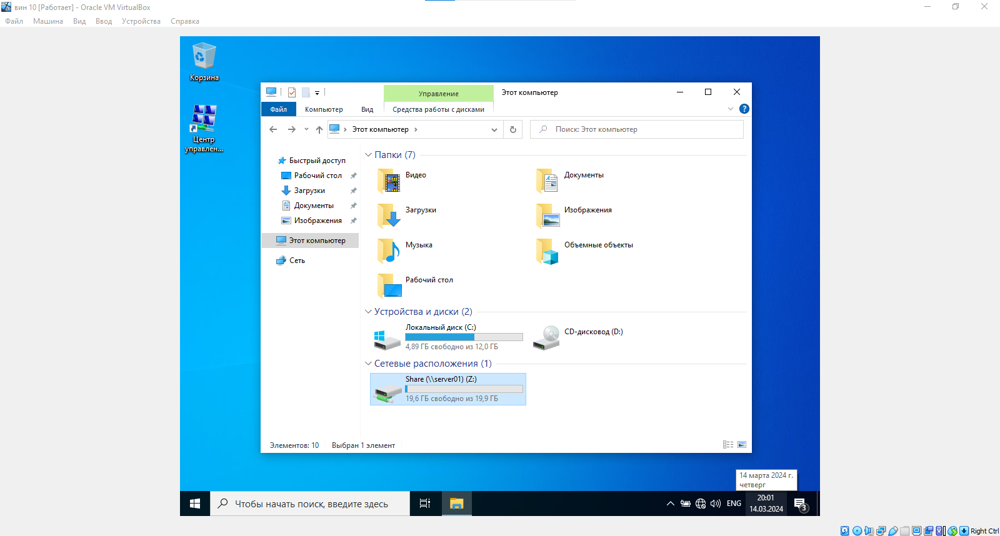 вин 10 [Работает] - Oracle VM VirtualBox
Файл Машина Вид Ввод Устройства Справка
Корзина
Центр
управлен...
Управление
Этот компьютер
Файл Компьютер Вид Средства работы с дисками
Этот компьютер
Поиск: Этот компьютер
Быстрый доступ
Рабочий стол
Загрузки
Документы
Изображения
Этот компьютер
Сеть
Папки (7)
Видео
Документы
Загрузки
Изображения
Музыка
Объемные объекты
Рабочий стол
Устройства и диски (2)
Локальный диск (C:)
4,89 ГБ свободно из 12,0 ГБ
CD-дисковод (D:)
Сетевые расположения (1)
Share (\\server01) (Z:)
19,6 ГБ свободно из 19,9 ГБ
Элементов: 10 Выбран 1 элемент
14 марта 2024 г.
четверг
Чтобы начать поиск, введите здесь
ENG
20:01
14.03.2024
3
Right Ctrl